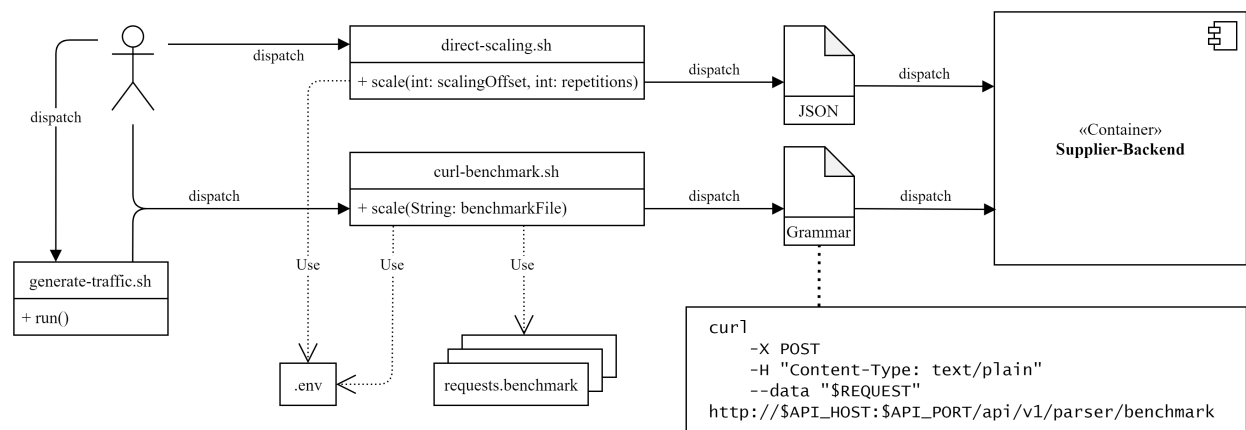 direct-scaling.sh
+ scale(int: scalingOffset, int: repetitions)
dispatch
dispatch
dispatch
JSON
dispatch
«Container»
Supplier-Backend
curl-benchmark.sh
+ scale(String: benchmarkFile)
dispatch
dispatch
dispatch
Grammar
generate-traffic.sh
+ run()
Use
Use
Use
.env
requests.benchmark
curl
-X POST
-H "Content-Type: text/plain"
--data "$REQUEST"
http://$API_HOST:$API_PORT/api/v1/parser/benchmark